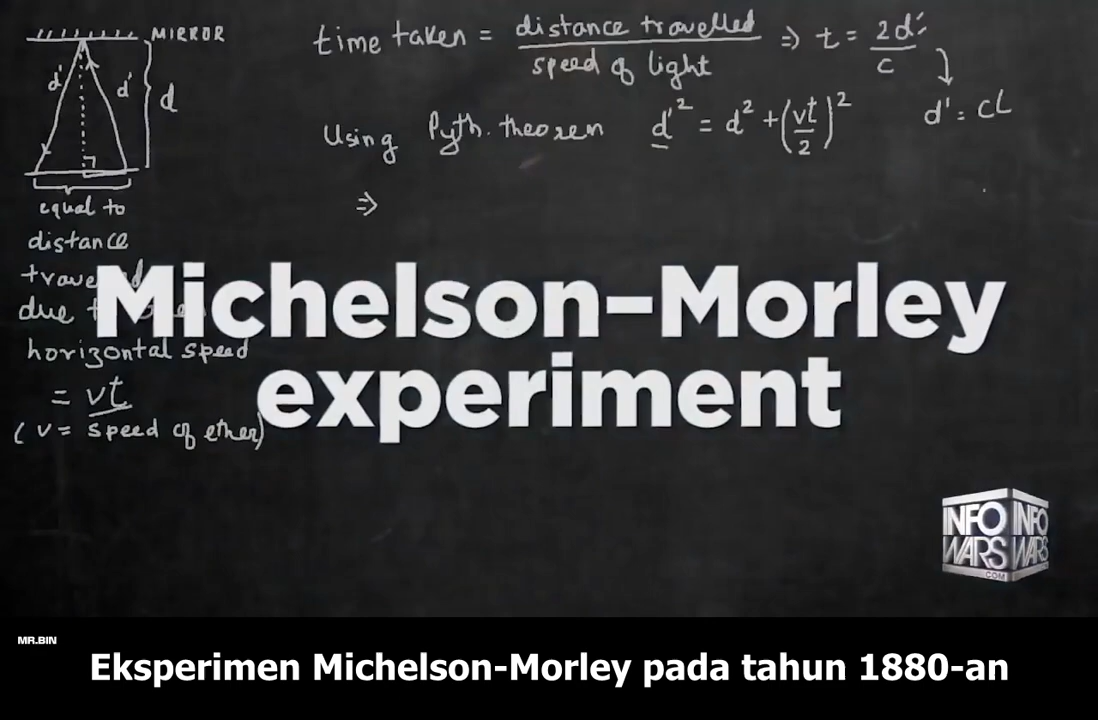 MIRROR
d'
d'
d
equal to
distance
due
horizontal speed
= vt
( v = speed of ether)
time taken = distance travelled / speed of light ⇒ t = 2d' / c
d' = cL
Using Pyth. theorem d'² = d² + (vt/2)²
⇒
Michelson–Morley
experiment
INFO
WARS
.COM
INFO
WARS
MR.BIN
Eksperimen Michelson-Morley pada tahun 1880-an